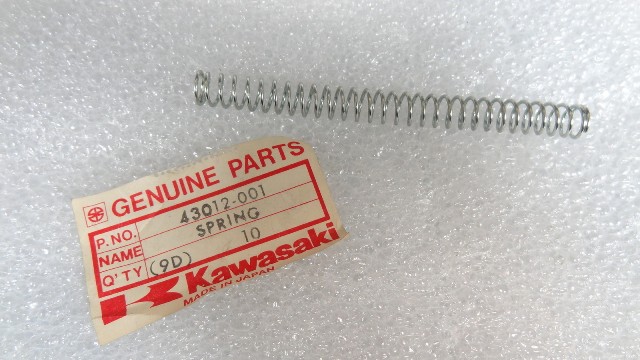 GENUINE PARTS
P.NO. 43012-001
NAME SPRING
Q'TY (9D) 10
Kawasaki
MADE IN JAPAN